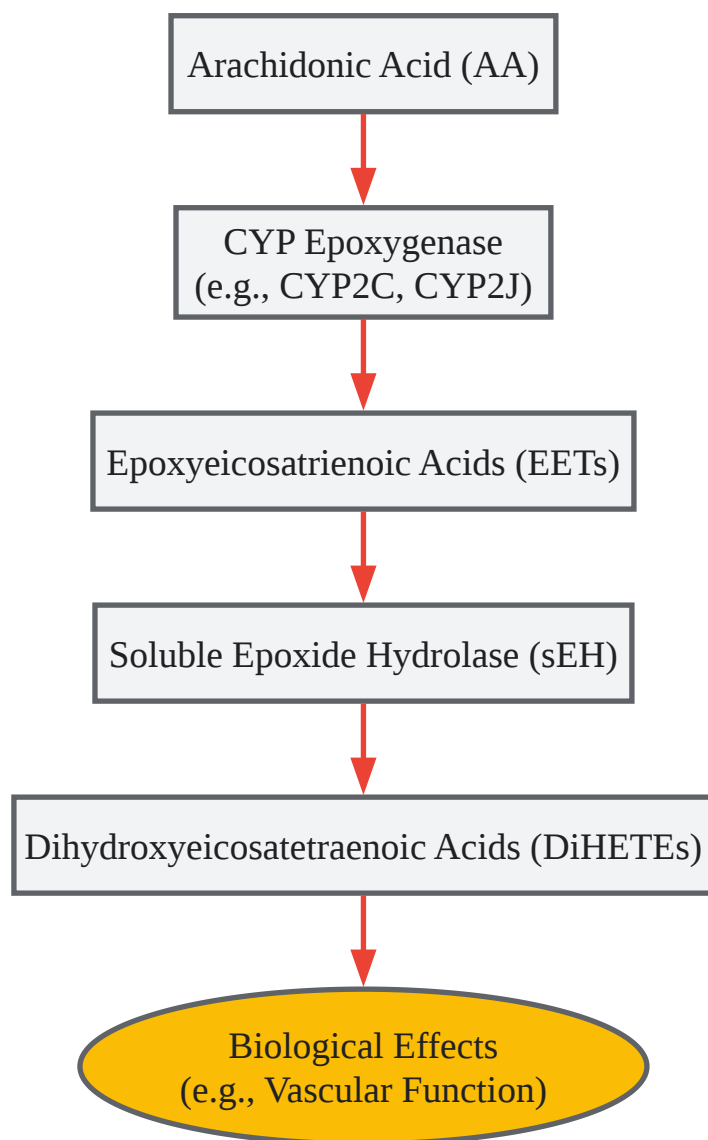 Arachidonic Acid (AA)
CYP Epoxygenase
(e.g., CYP2C, CYP2J)
Epoxyeicosatrienoic Acids (EETs)
Soluble Epoxide Hydrolase (sEH)
Dihydroxyeicosatetraenoic Acids (DiHETEs)
Biological Effects
(e.g., Vascular Function)